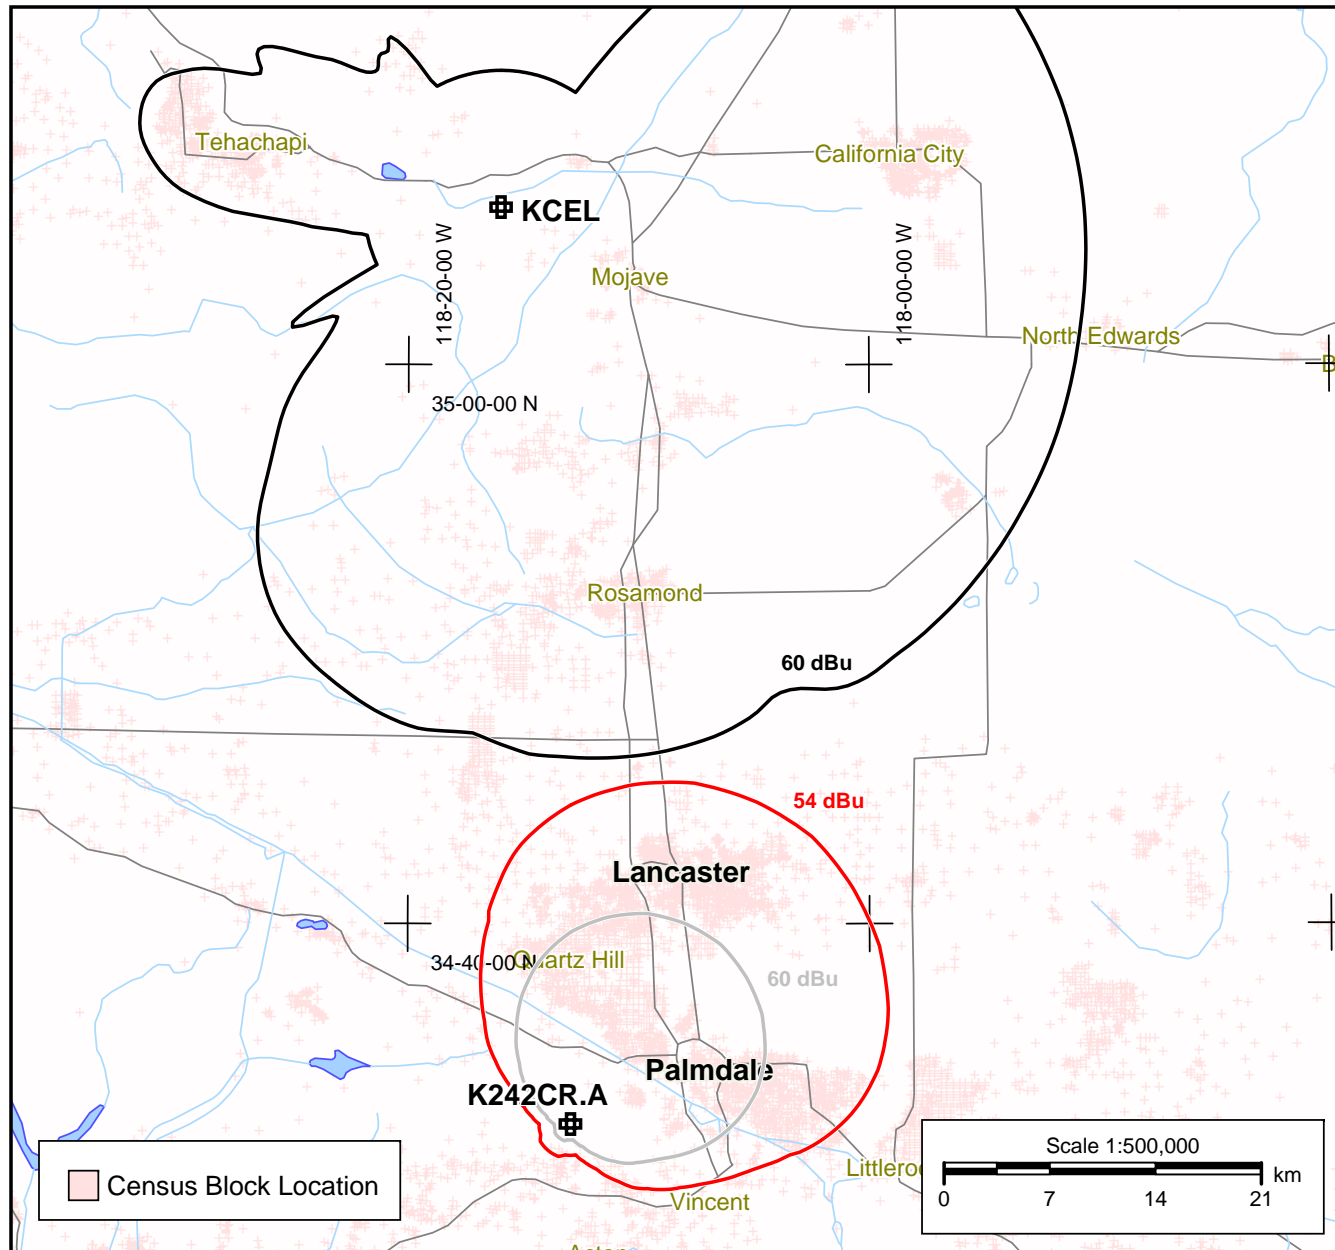 Tehachapi
California City
KCEL
118-20-00 W
118-00-00 W
Mojave
North Edwards
B
35-00-00 N
Rosamond
60 dBu
54 dBu
Lancaster
34-40-00 N
Quartz Hill
60 dBu
Palmdale
K242CR.A
Littleroc
Vincent
Census Block Location
Scale 1:500,000
km
0 7 14 21